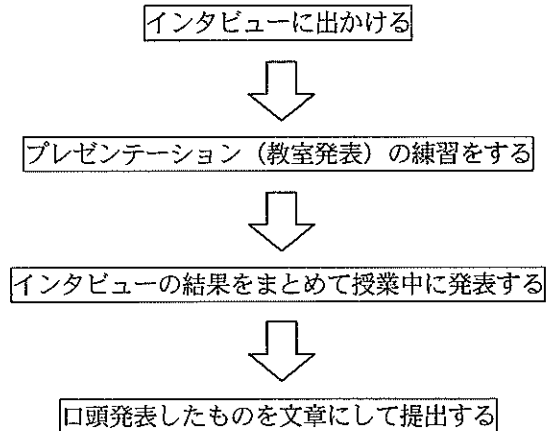 インタビューに出かける
プレゼンテーション（教室発表）の練習をする
インタビューの結果をまとめて授業中に発表する
口頭発表したものを文章にして提出する